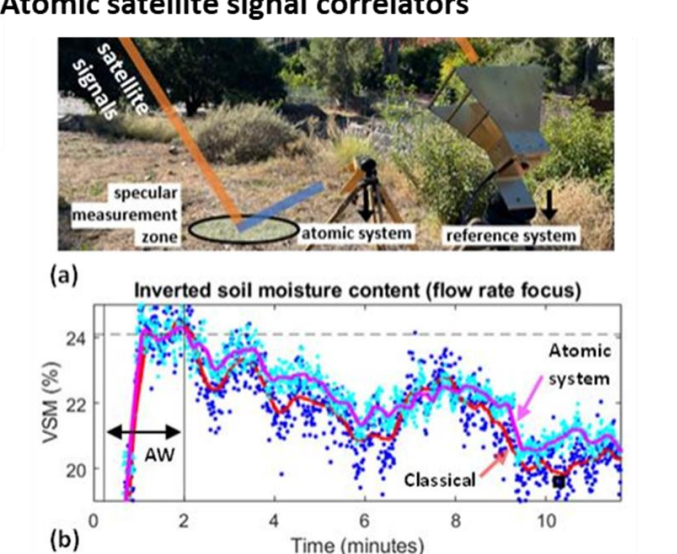 Atomic satellite signal correlators
satellite
signals
specular
measurement
zone
atomic system
reference system
(a)
Inverted soil moisture content (flow rate focus)
24
22
20
VSM (%)
Atomic
system
AW
Classical
0 2 4 6 8 10
Time (minutes)
(b)